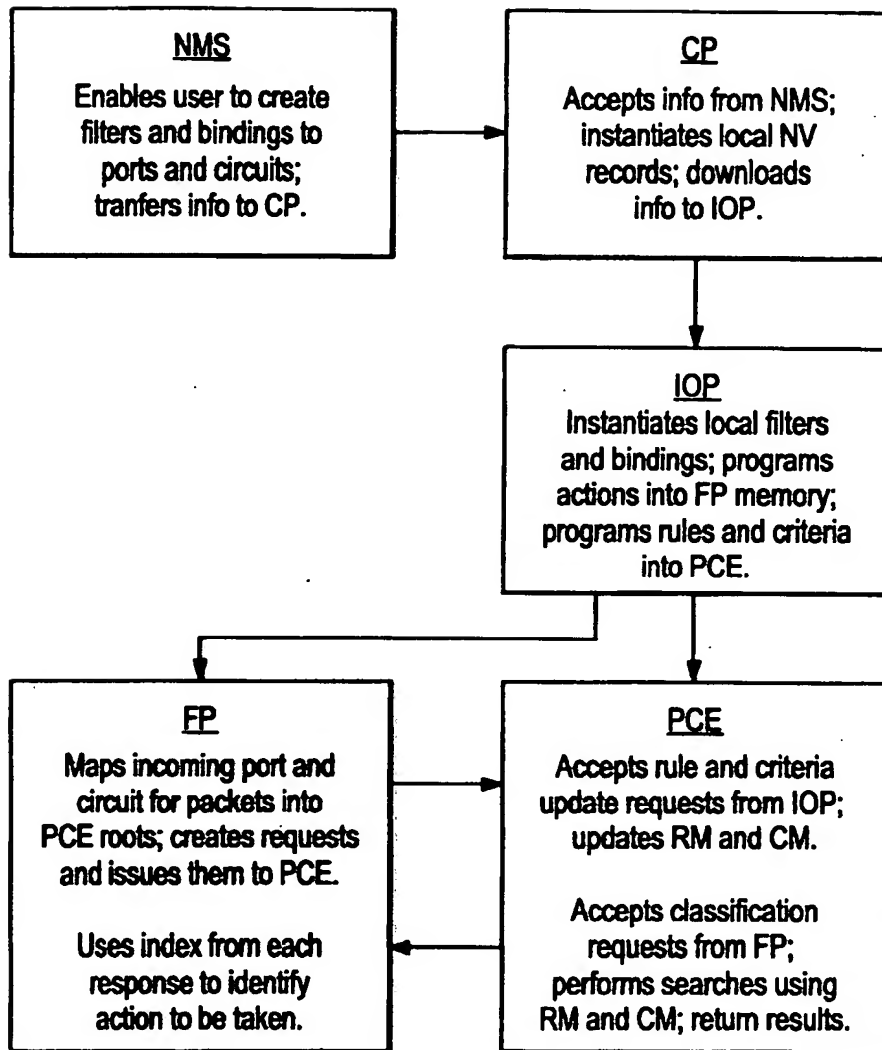 NMS
Enables user to create
filters and bindings to
ports and circuits;
tranfers info to CP.
CP
Accepts info from NMS;
instantiates local NV
records; downloads
info to IOP.
IOP
Instantiates local filters
and bindings; programs
actions into FP memory;
programs rules and criteria
into PCE.
FP
Maps incoming port and
circuit for packets into
PCE roots; creates requests
and issues them to PCE.
Uses index from each
response to identify
action to be taken.
PCE
Accepts rule and criteria
update requests from IOP;
updates RM and CM.
Accepts classification
requests from FP;
performs searches using
RM and CM; return results.